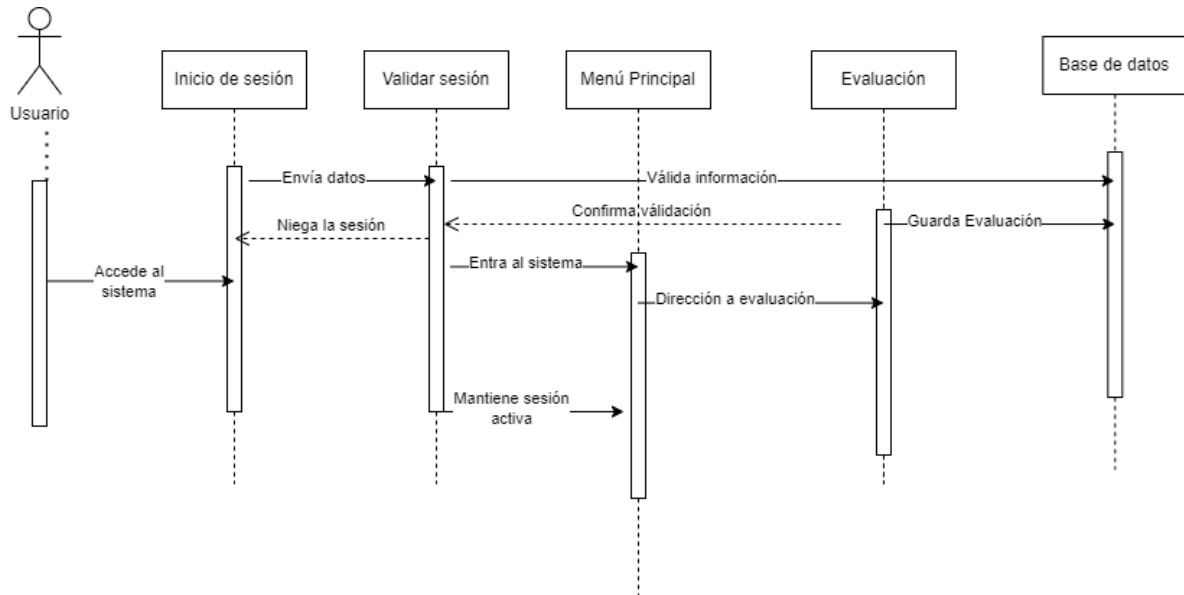 Usuario
Inicio de sesión
Validar sesión
Menú Principal
Evaluación
Base de datos
Envía datos
Válida información
Confirma válidación
Niega la sesión
Guarda Evaluación
Entra al sistema
Accede al
sistema
Dirección a evaluación
Mantiene sesión
activa